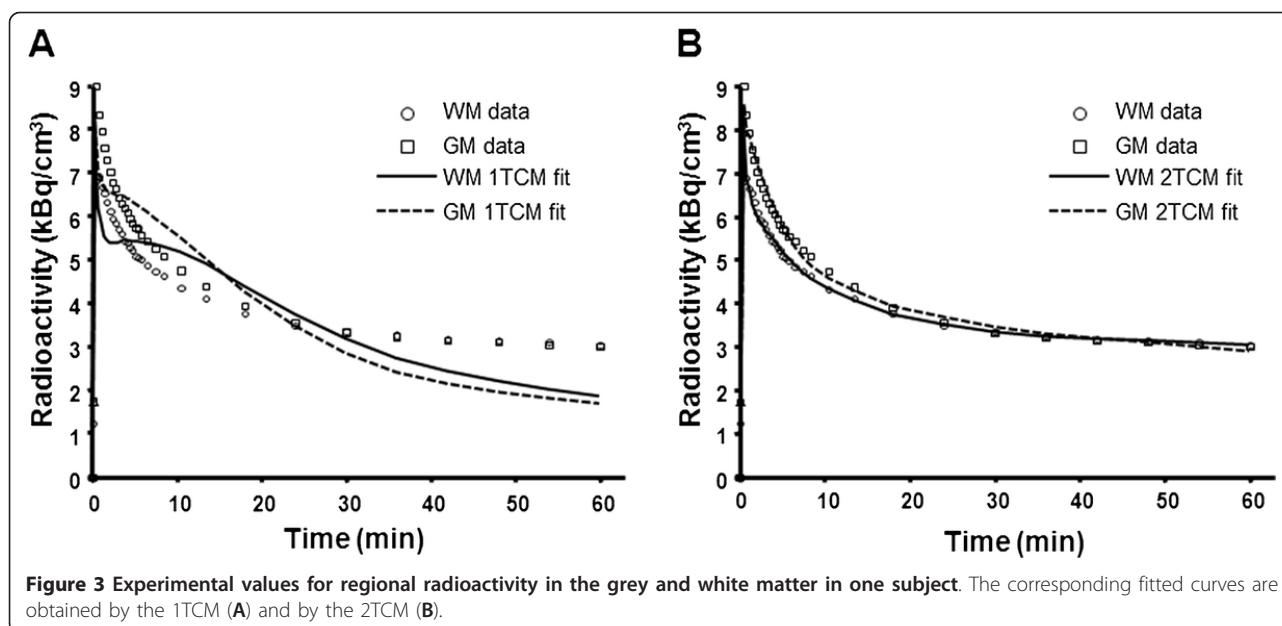 A
B
Radioactivity (kBq/cm³)
9
8
7
6
5
4
3
2
1
0
0 10 20 30 40 50 60
Time (min)
WM data
GM data
WM 1TCM fit
GM 1TCM fit
Radioactivity (kBq/cm³)
9
8
7
6
5
4
3
2
1
0
0 10 20 30 40 50 60
Time (min)
WM data
GM data
WM 2TCM fit
GM 2TCM fit
Figure 3 Experimental values for regional radioactivity in the grey and white matter in one subject. The corresponding fitted curves are
obtained by the 1TCM (A) and by the 2TCM (B).